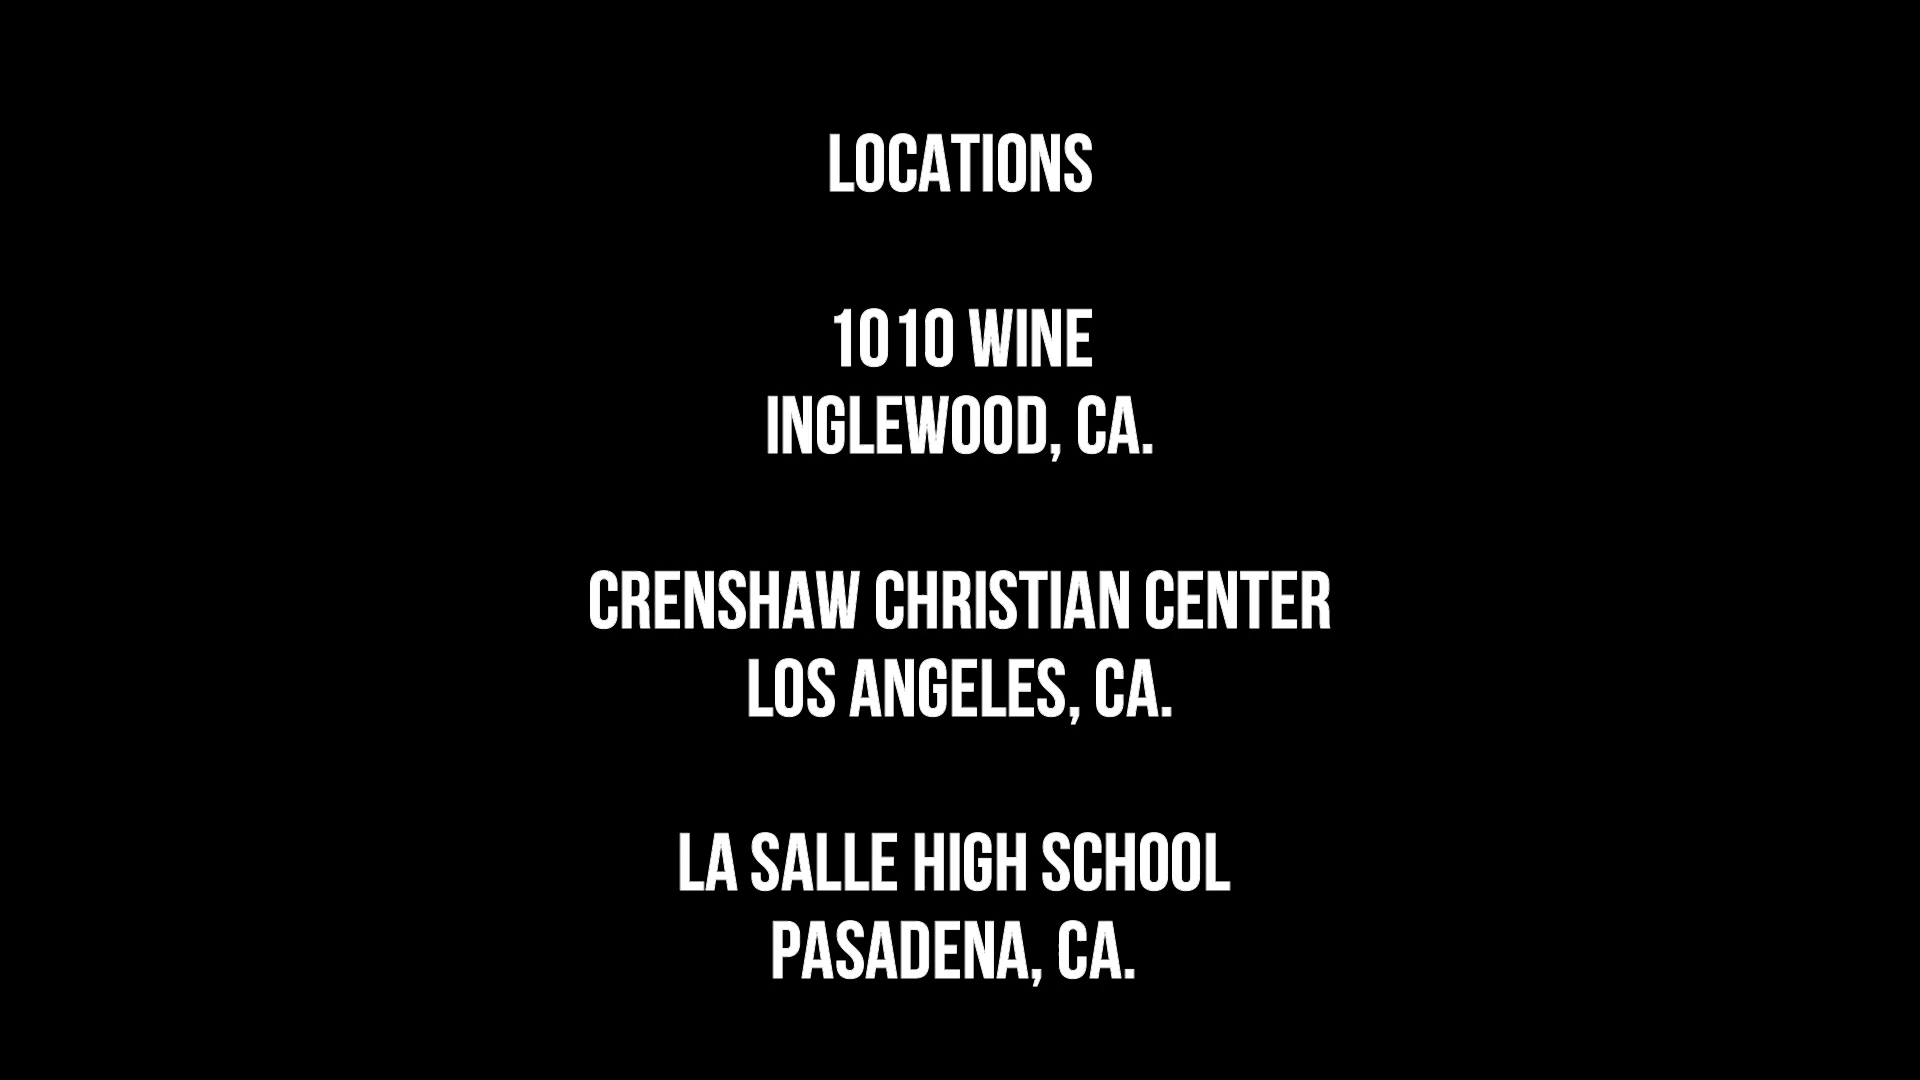 LOCATIONS
1010 WINE
INGLEWOOD, CA.
CRENSHAW CHRISTIAN CENTER
LOS ANGELES, CA.
LA SALLE HIGH SCHOOL
PASADENA, CA.